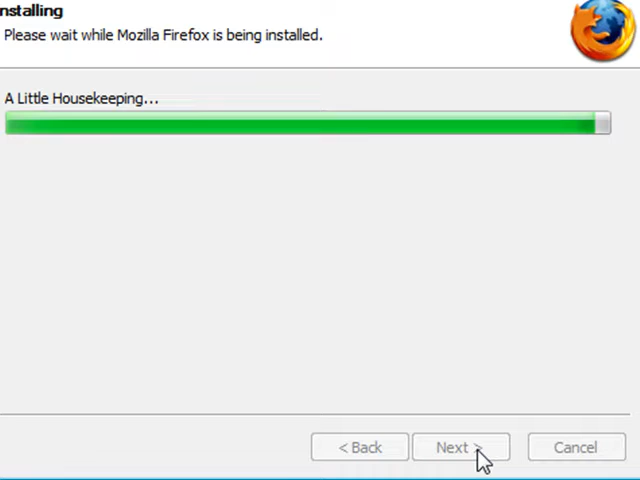 nstalling
Please wait while Mozilla Firefox is being installed.
A Little Housekeeping...
< Back
Next >
Cancel